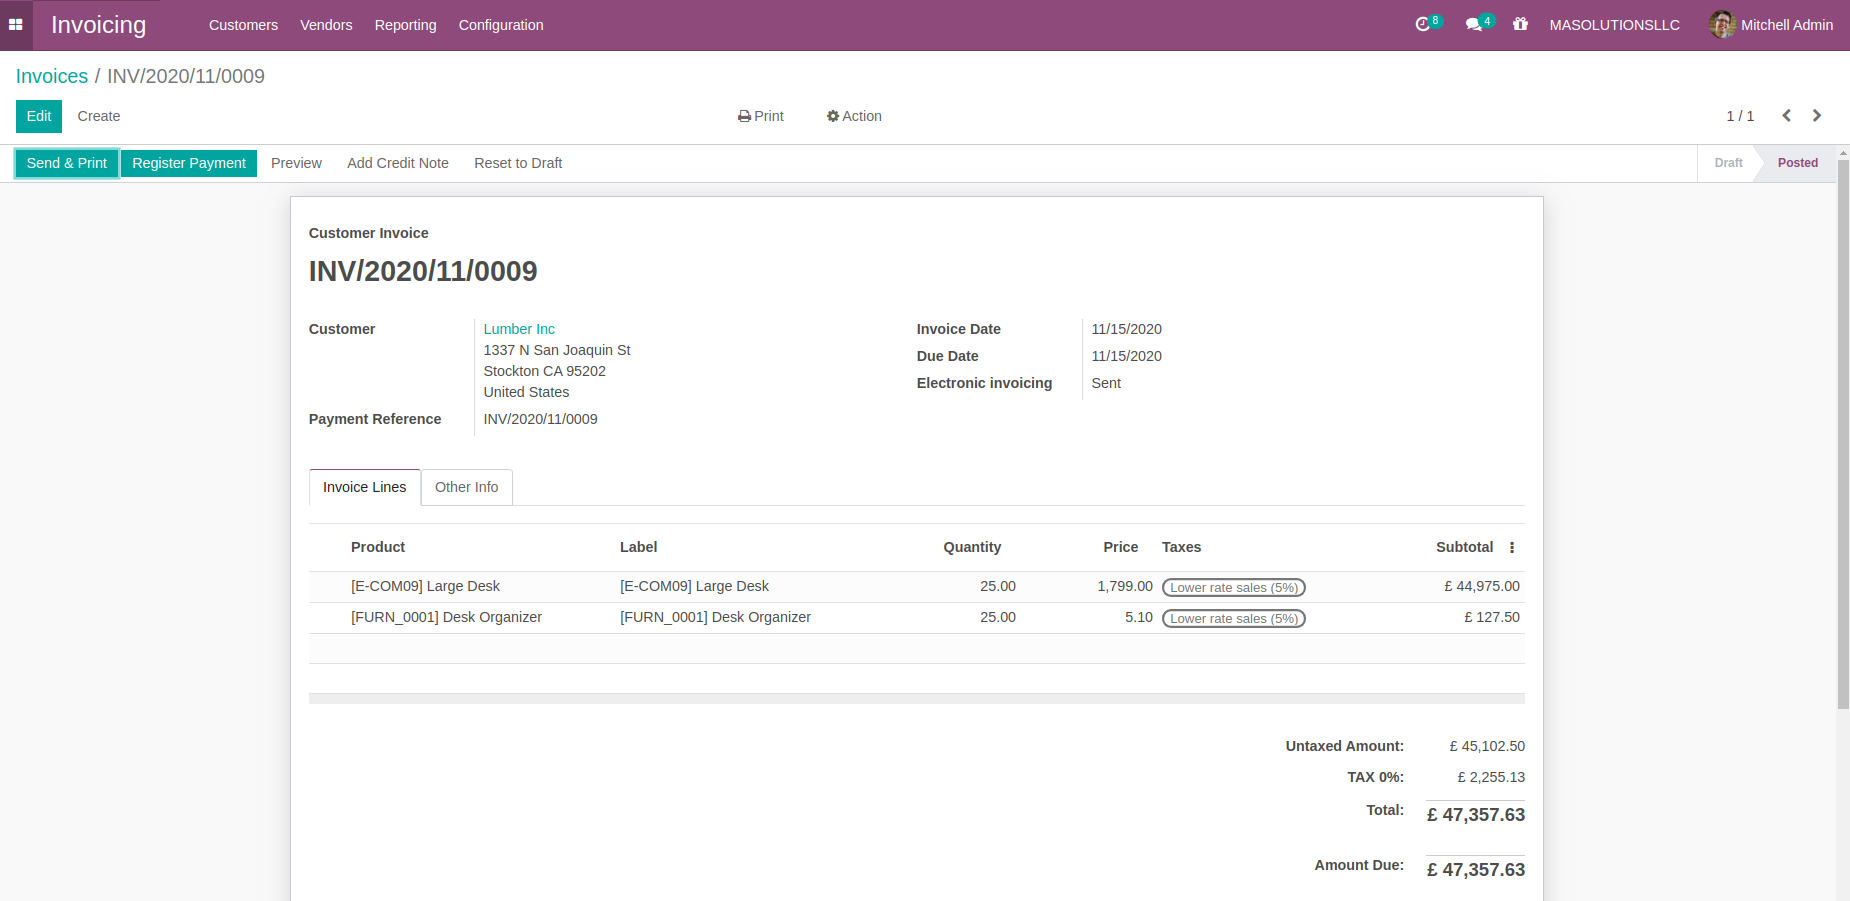 Invoicing Customers Vendors Reporting Configuration 8 4 MASOLUTIONSLLC Mitchell Admin
Invoices / INV/2020/11/0009
Edit Create Print Action 1 / 1
Send & Print Register Payment Preview Add Credit Note Reset to Draft Draft Posted
Customer Invoice
INV/2020/11/0009
Customer Lumber Inc Invoice Date 11/15/2020
1337 N San Joaquin St
Due Date 11/15/2020
Stockton CA 95202
Electronic invoicing Sent
United States
Payment Reference INV/2020/11/0009
Invoice Lines Other Info
Product Label Quantity Price Taxes Subtotal
[E-COM09] Large Desk [E-COM09] Large Desk 25.00 1,799.00 Lower rate sales (5%) £ 44,975.00
[FURN_0001] Desk Organizer [FURN_0001] Desk Organizer 25.00 5.10 Lower rate sales (5%) £ 127.50
Untaxed Amount: £ 45,102.50
TAX 0%: £ 2,255.13
Total: £ 47,357.63
Amount Due: £ 47,357.63